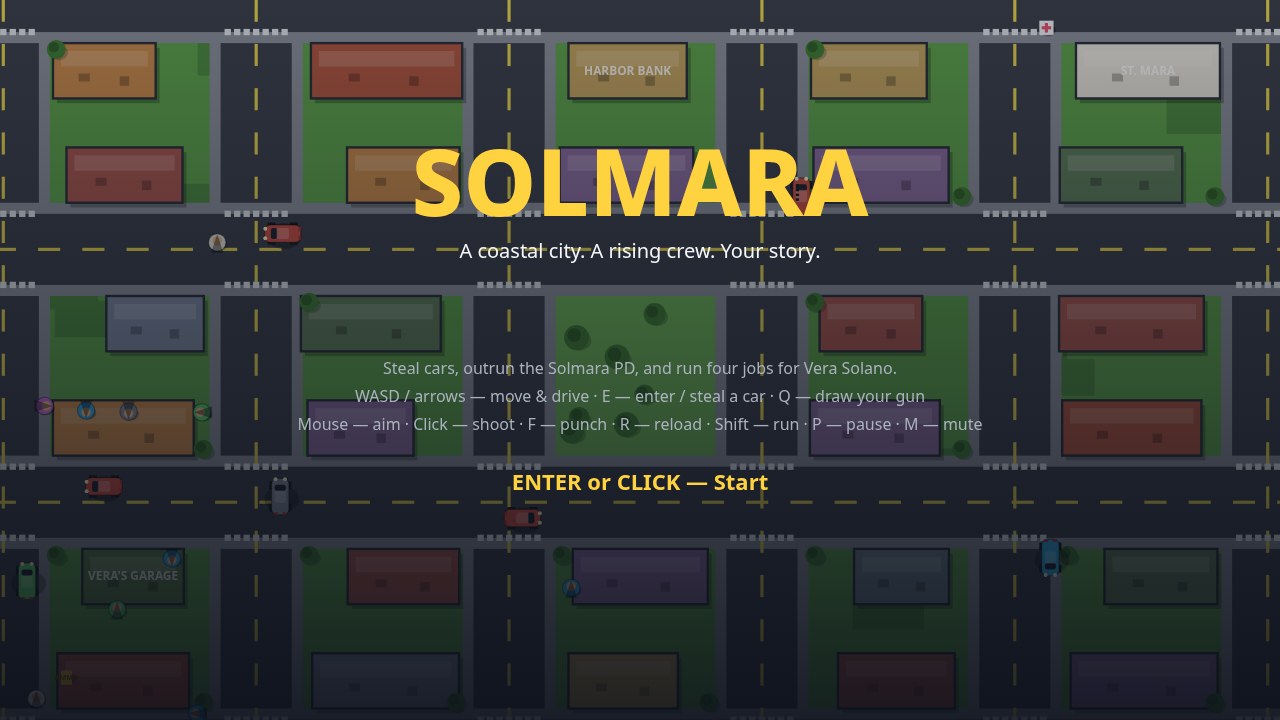 HARBOR BANK
ST. MARA
SOLMARA
A coastal city. A rising crew. Your story.
Steal cars, outrun the Solmara PD, and run four jobs for Vera Solano.
WASD / arrows — move & drive · E — enter / steal a car · Q — draw your gun
Mouse — aim · Click — shoot · F — punch · R — reload · Shift — run · P — pause · M — mute
ENTER or CLICK — Start
VERA'S GARAGE